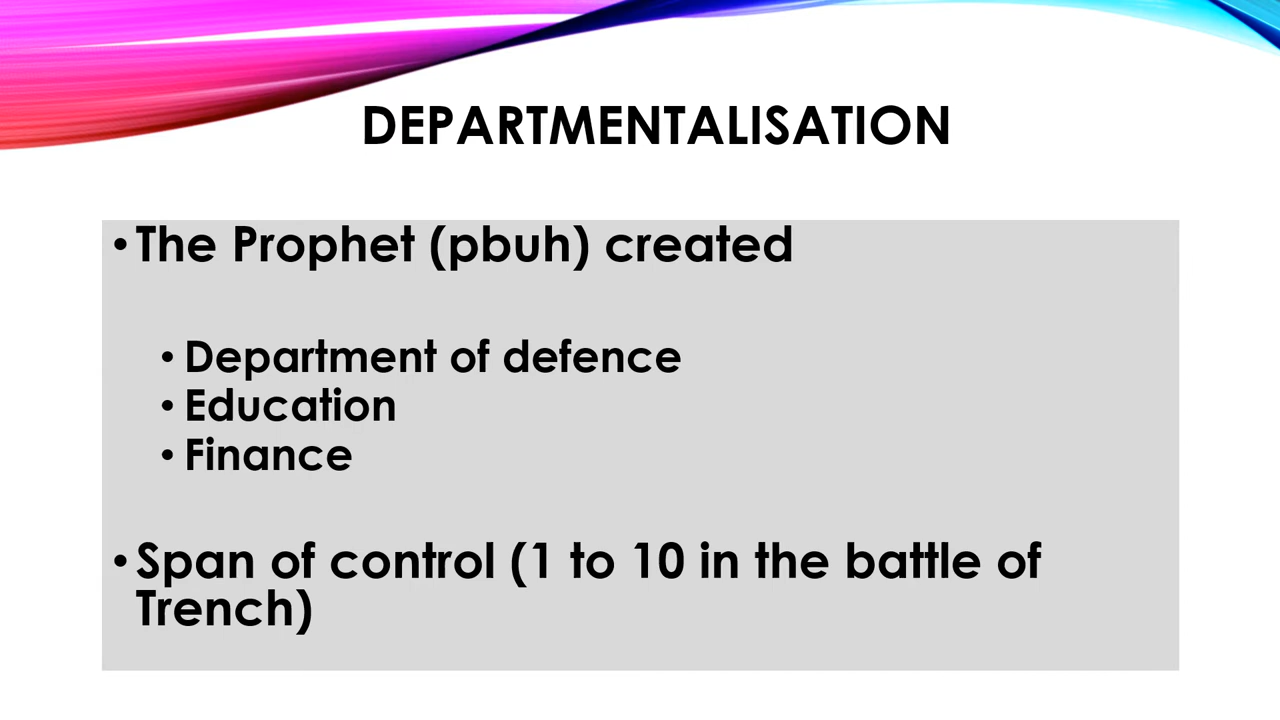 DEPARTMENTALISATION
• The Prophet (pbuh) created
• Department of defence
• Education
• Finance
• Span of control (1 to 10 in the battle of
Trench)